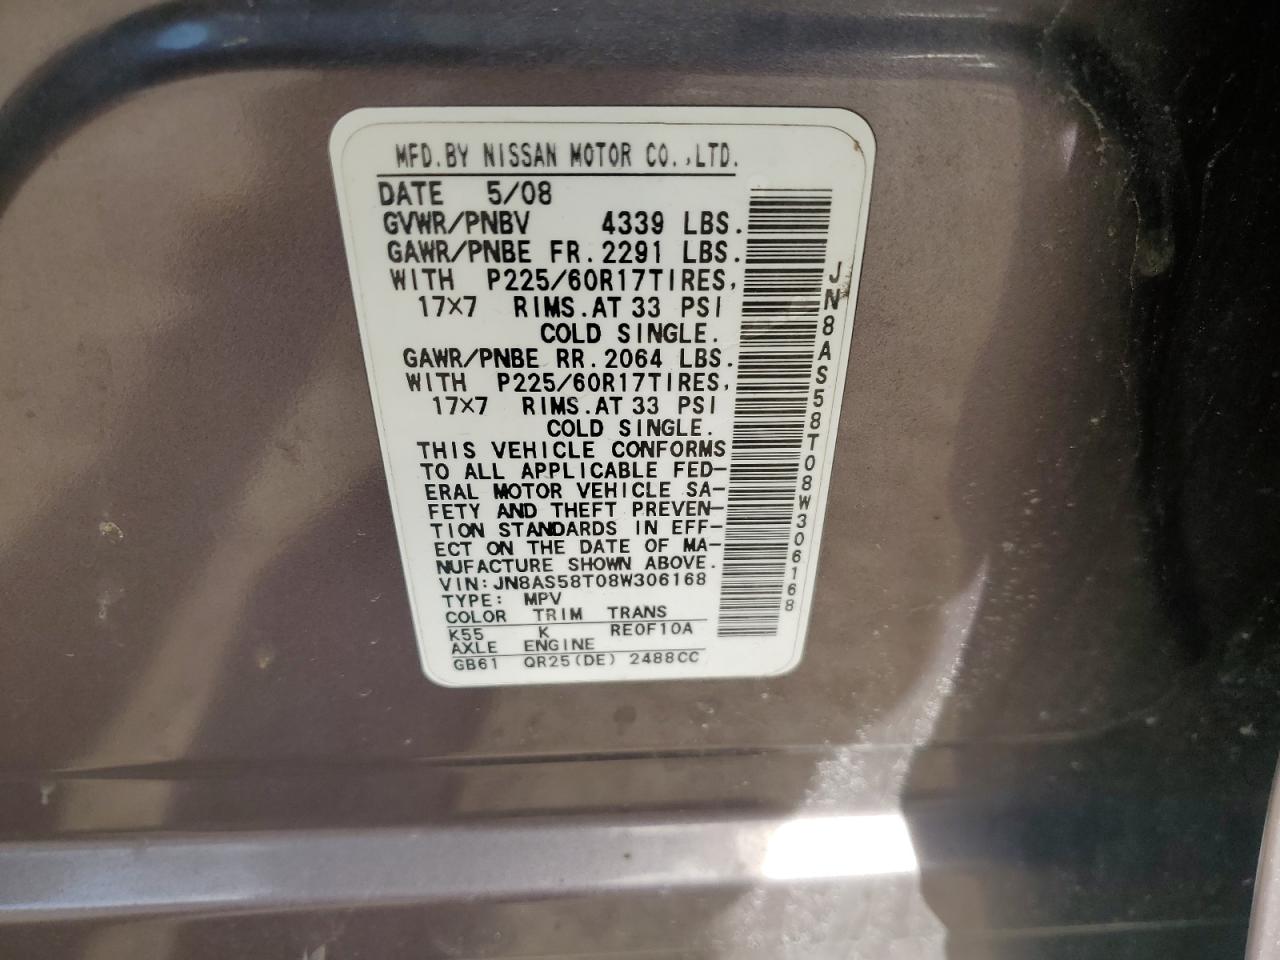 MFD.BY NISSAN MOTOR CO.,LTD.
DATE 5/08
GVWR/PNBV 4339 LBS.
GAWR/PNBE FR. 2291 LBS.
WITH P225/60R17TIRES,
17×7 RIMS.AT 33 PSI
COLD SINGLE.
GAWR/PNBE RR. 2064 LBS.
WITH P225/60R17TIRES,
17×7 RIMS.AT 33 PSI
COLD SINGLE.
THIS VEHICLE CONFORMS
TO ALL APPLICABLE FED-
ERAL MOTOR VEHICLE SA-
FETY AND THEFT PREVEN-
TION STANDARDS IN EFF-
ECT ON THE DATE OF MA-
NUFACTURE SHOWN ABOVE.
VIN:JN8AS58T08W306168
TYPE: MPV
COLOR TRIM TRANS
K55 K RE0F10A
AXLE ENGINE
GB61 QR25(DE) 2488CC
JN8AS58T08W306168